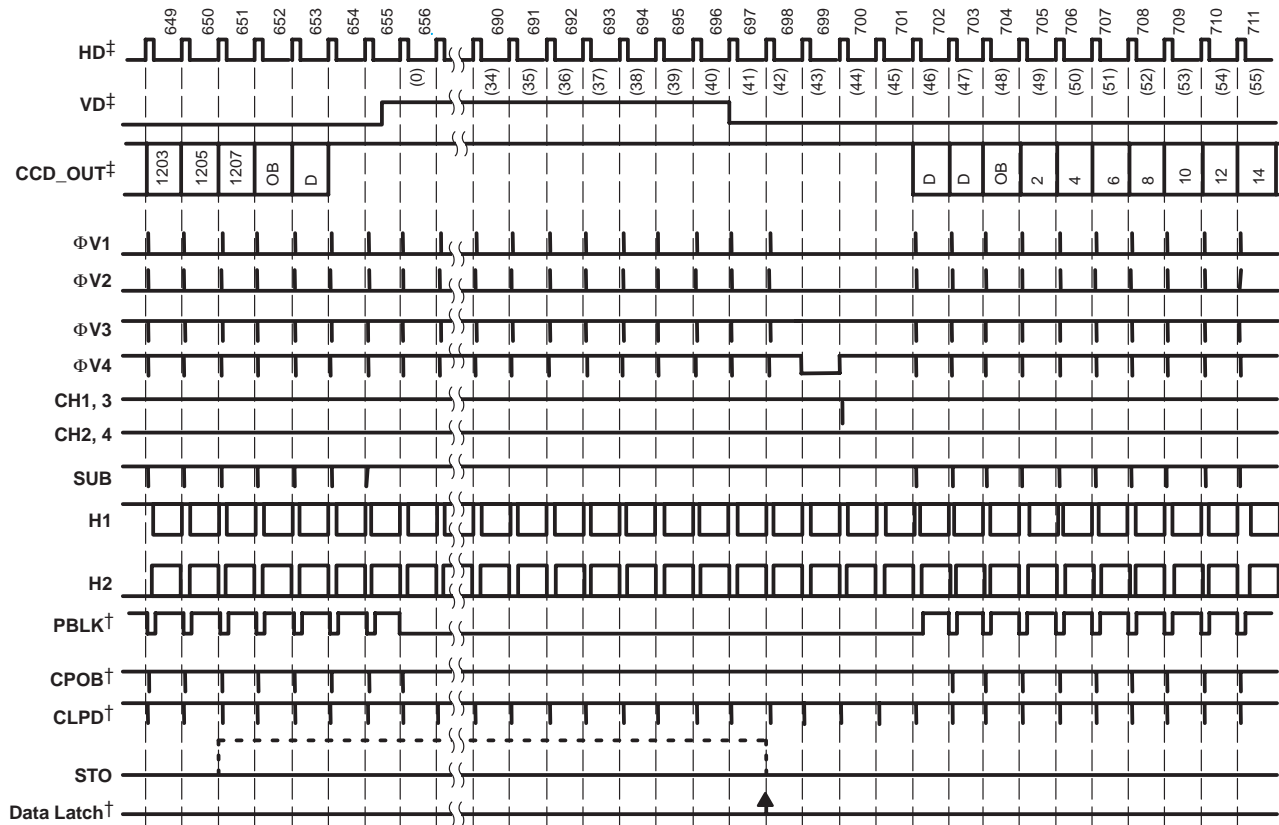 649 650 651 652 653 654 655 656 690 691 692 693 694 695 696 697 698 699 700 701 702 703 704 705 706 707 708 709 710 711
HD‡
(0) (34) (35) (36) (37) (38) (39) (40) (41) (42) (43) (44) (45) (46) (47) (48) (49) (50) (51) (52) (53) (54) (55)
VD‡
CCD_OUT‡ 1203 1205 1207 OB D D D OB 2 4 6 8 10 12 14
ΦV1
ΦV2
ΦV3
ΦV4
CH1, 3
CH2, 4
SUB
H1
H2
PBLK†
CPOB†
CLPD†
STO
Data Latch†